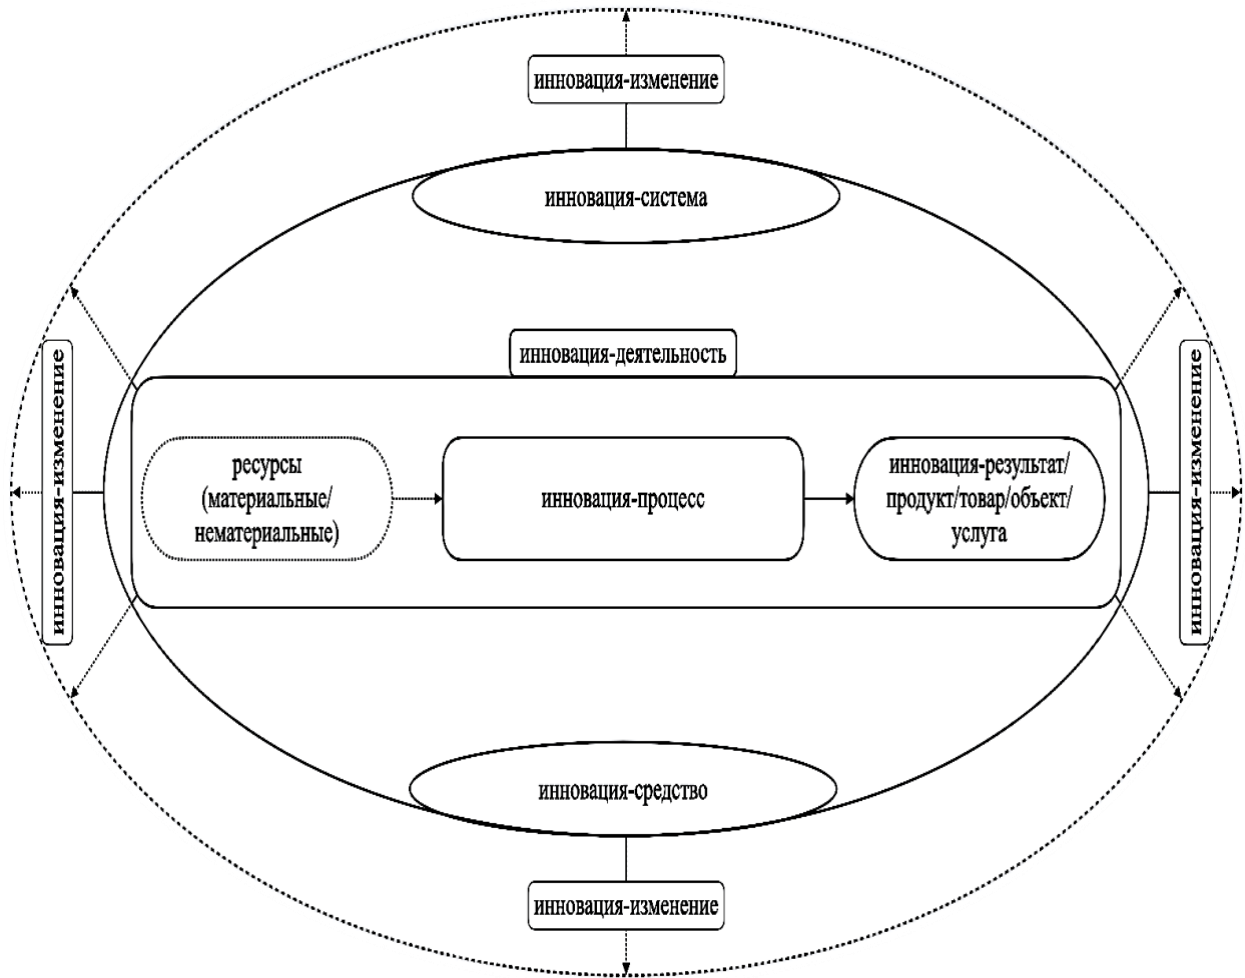 инновация-изменение
инновация-система
инновация-деятельность
инновация-изменение
ресурсы
(материальные/
нематериальные)
инновация-процесс
инновация-результат/
продукт/товар/объект/
услуга
инновация-изменение
инновация-средство
инновация-изменение